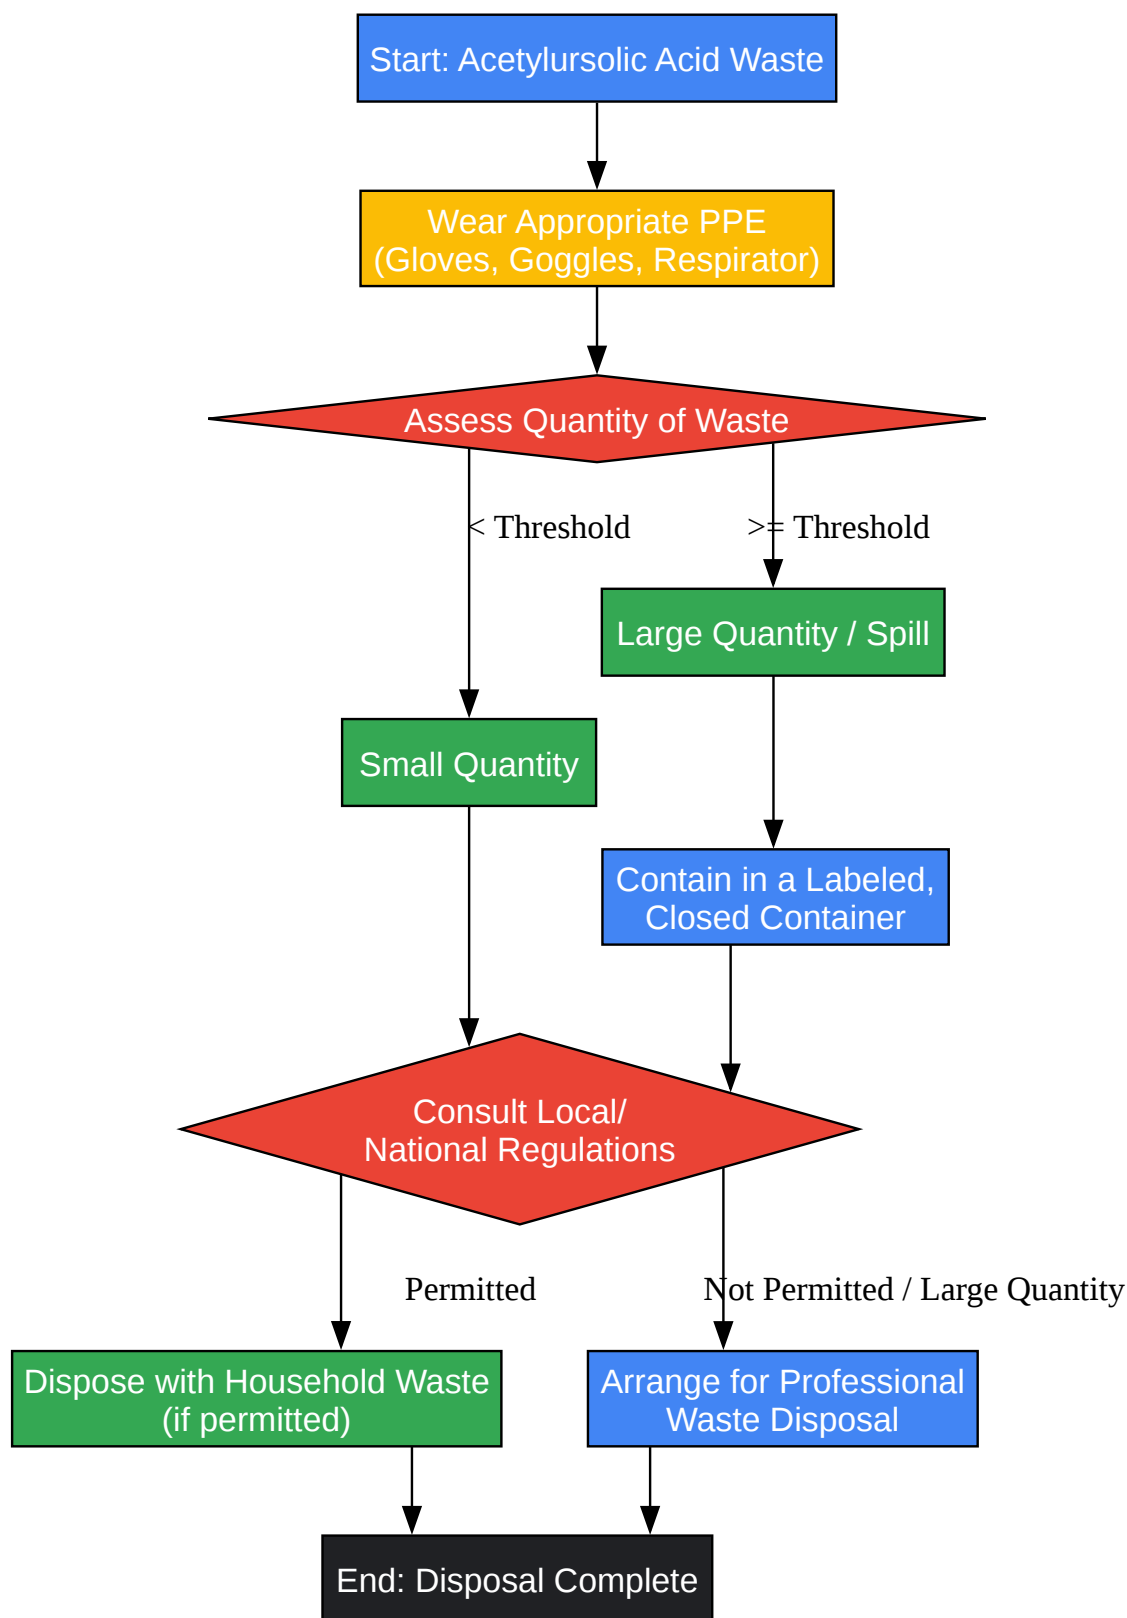 Start: Acetylursolic Acid Waste
Wear Appropriate PPE
(Gloves, Goggles, Respirator)
Assess Quantity of Waste
< Threshold
>= Threshold
Large Quantity / Spill
Small Quantity
Contain in a Labeled,
Closed Container
Consult Local/
National Regulations
Permitted
Not Permitted / Large Quantity
Dispose with Household Waste
(if permitted)
Arrange for Professional
Waste Disposal
End: Disposal Complete